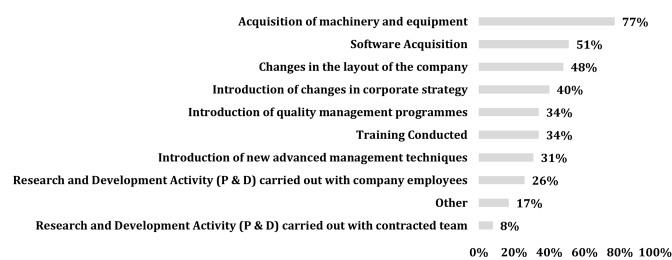 Acquisition of machinery and equipment 77%
Software Acquisition 51%
Changes in the layout of the company 48%
Introduction of changes in corporate strategy 40%
Introduction of quality management programmes 34%
Training Conducted 34%
Introduction of new advanced management techniques 31%
Research and Development Activity (P & D) carried out with company employees 26%
Other 17%
Research and Development Activity (P & D) carried out with contracted team 8%
0% 20% 40% 60% 80% 100%